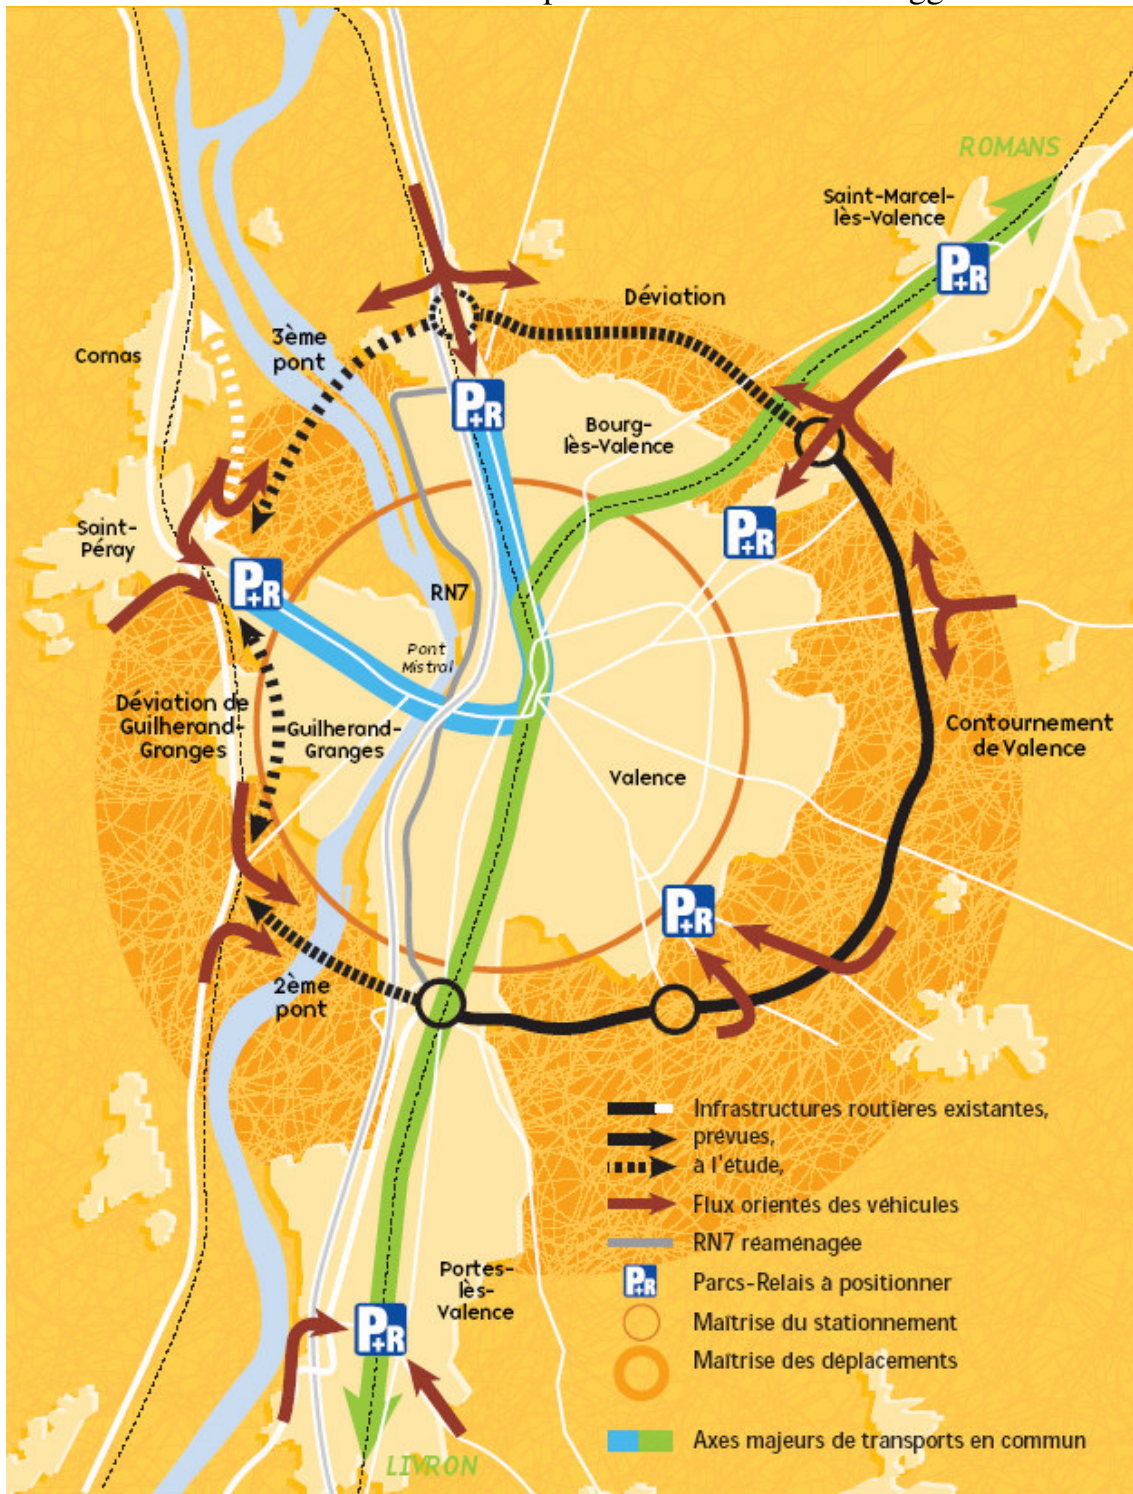 ROMANS
Saint-Marcel-
lès-Valence
P+R
Déviation
3ème
pont
Cornas
P+R
Bourg-
lès-Valence
Saint-
Péray
P+R
P+R
RN7
Pont
Mistral
Déviation de
Guilherand-
Granges
Guilherand-
Granges
Contournement
de Valence
Valence
P+R
2ème
pont
Infrastructures routières existantes,
prévues,
à l'étude,
Flux orientés des véhicules
RN7 réaménagée
P+R
Parcs-Relais à positionner
Portes-
lès-
Valence
P+R
Maîtrise du stationnement
Maîtrise des déplacements
Axes majeurs de transports en commun
LIVRON